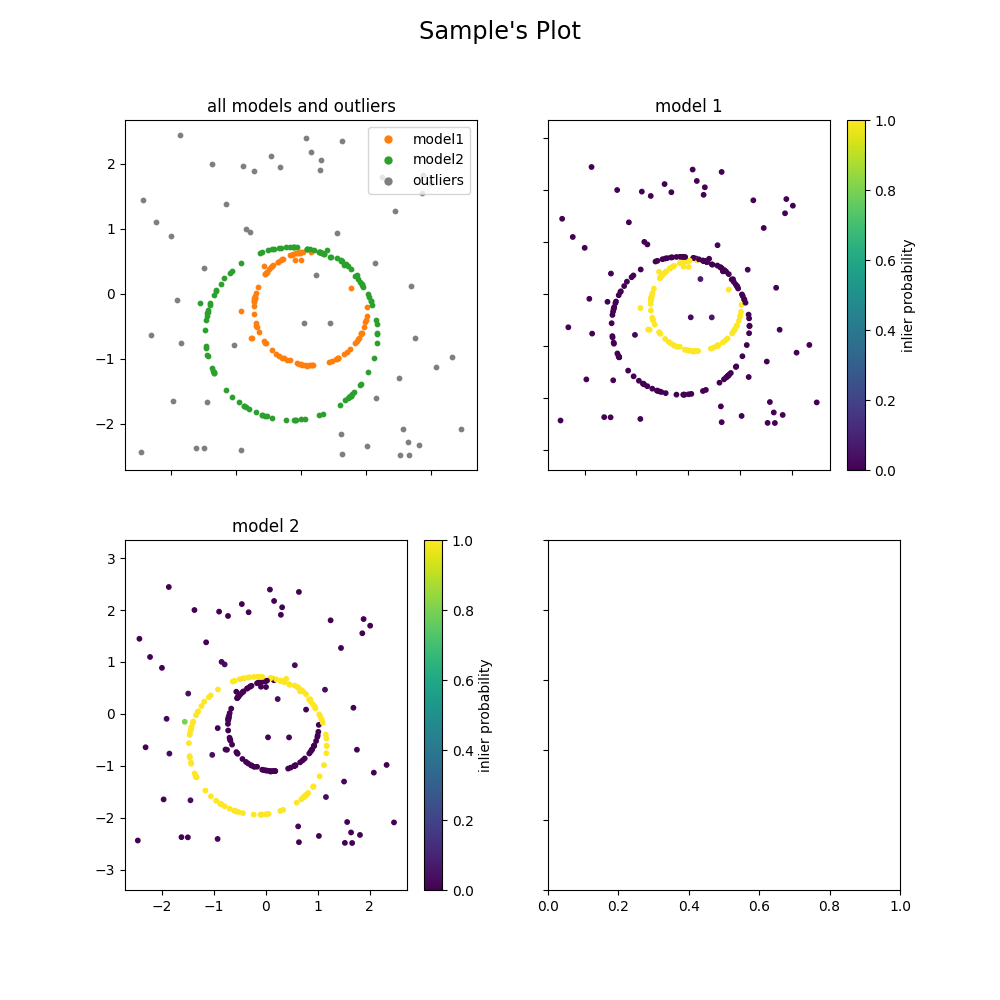 Sample's Plot
all models and outliers
model1
model2
outliers
2
1
0
−1
−2
model 1
1.0
0.8
0.6
0.4
0.2
0.0
inlier probability
model 2
3
2
1
0
−1
−2
−3
−2 −1 0 1 2
1.0
0.8
0.6
0.4
0.2
0.0
inlier probability
0.0 0.2 0.4 0.6 0.8 1.0